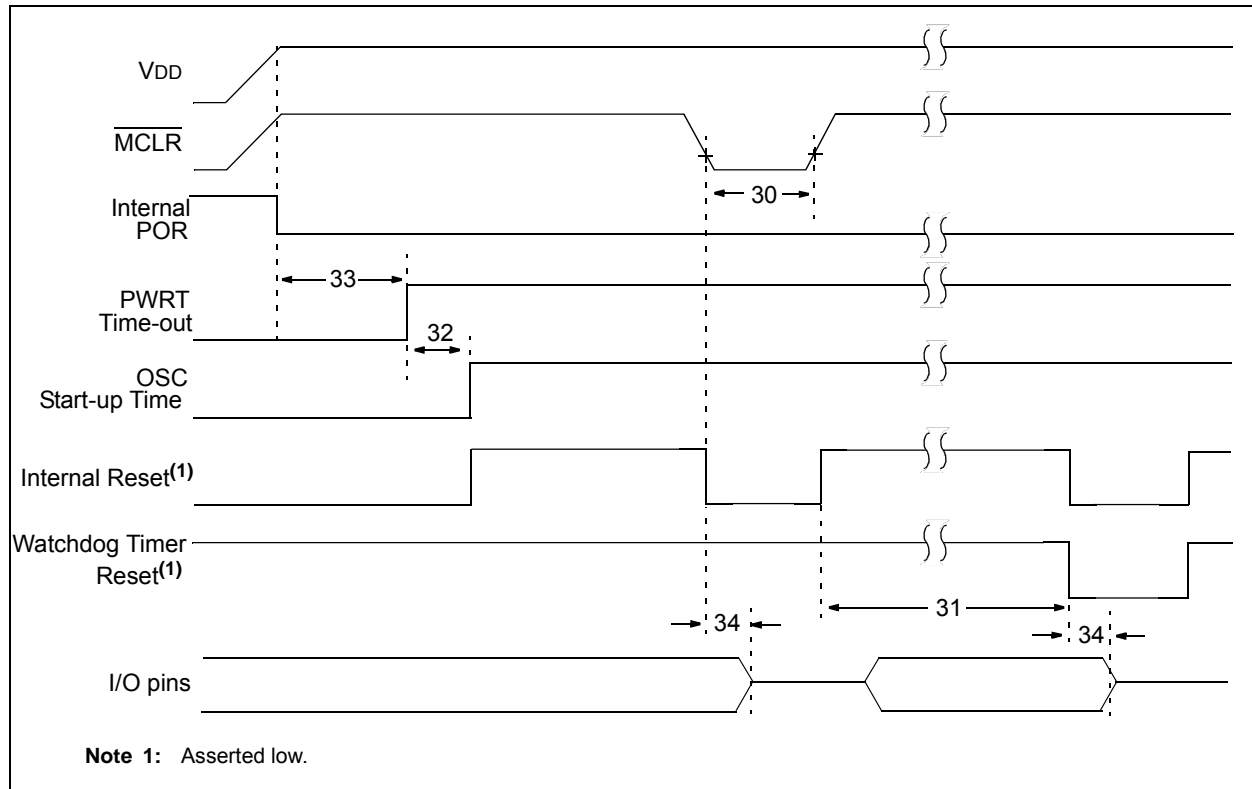 VDD
MCLR
30
Internal
POR
33
PWRT
Time-out
32
OSC
Start-up Time
Internal Reset(1)
Watchdog Timer
Reset(1)
31
34
34
I/O pins
Note 1: Asserted low.